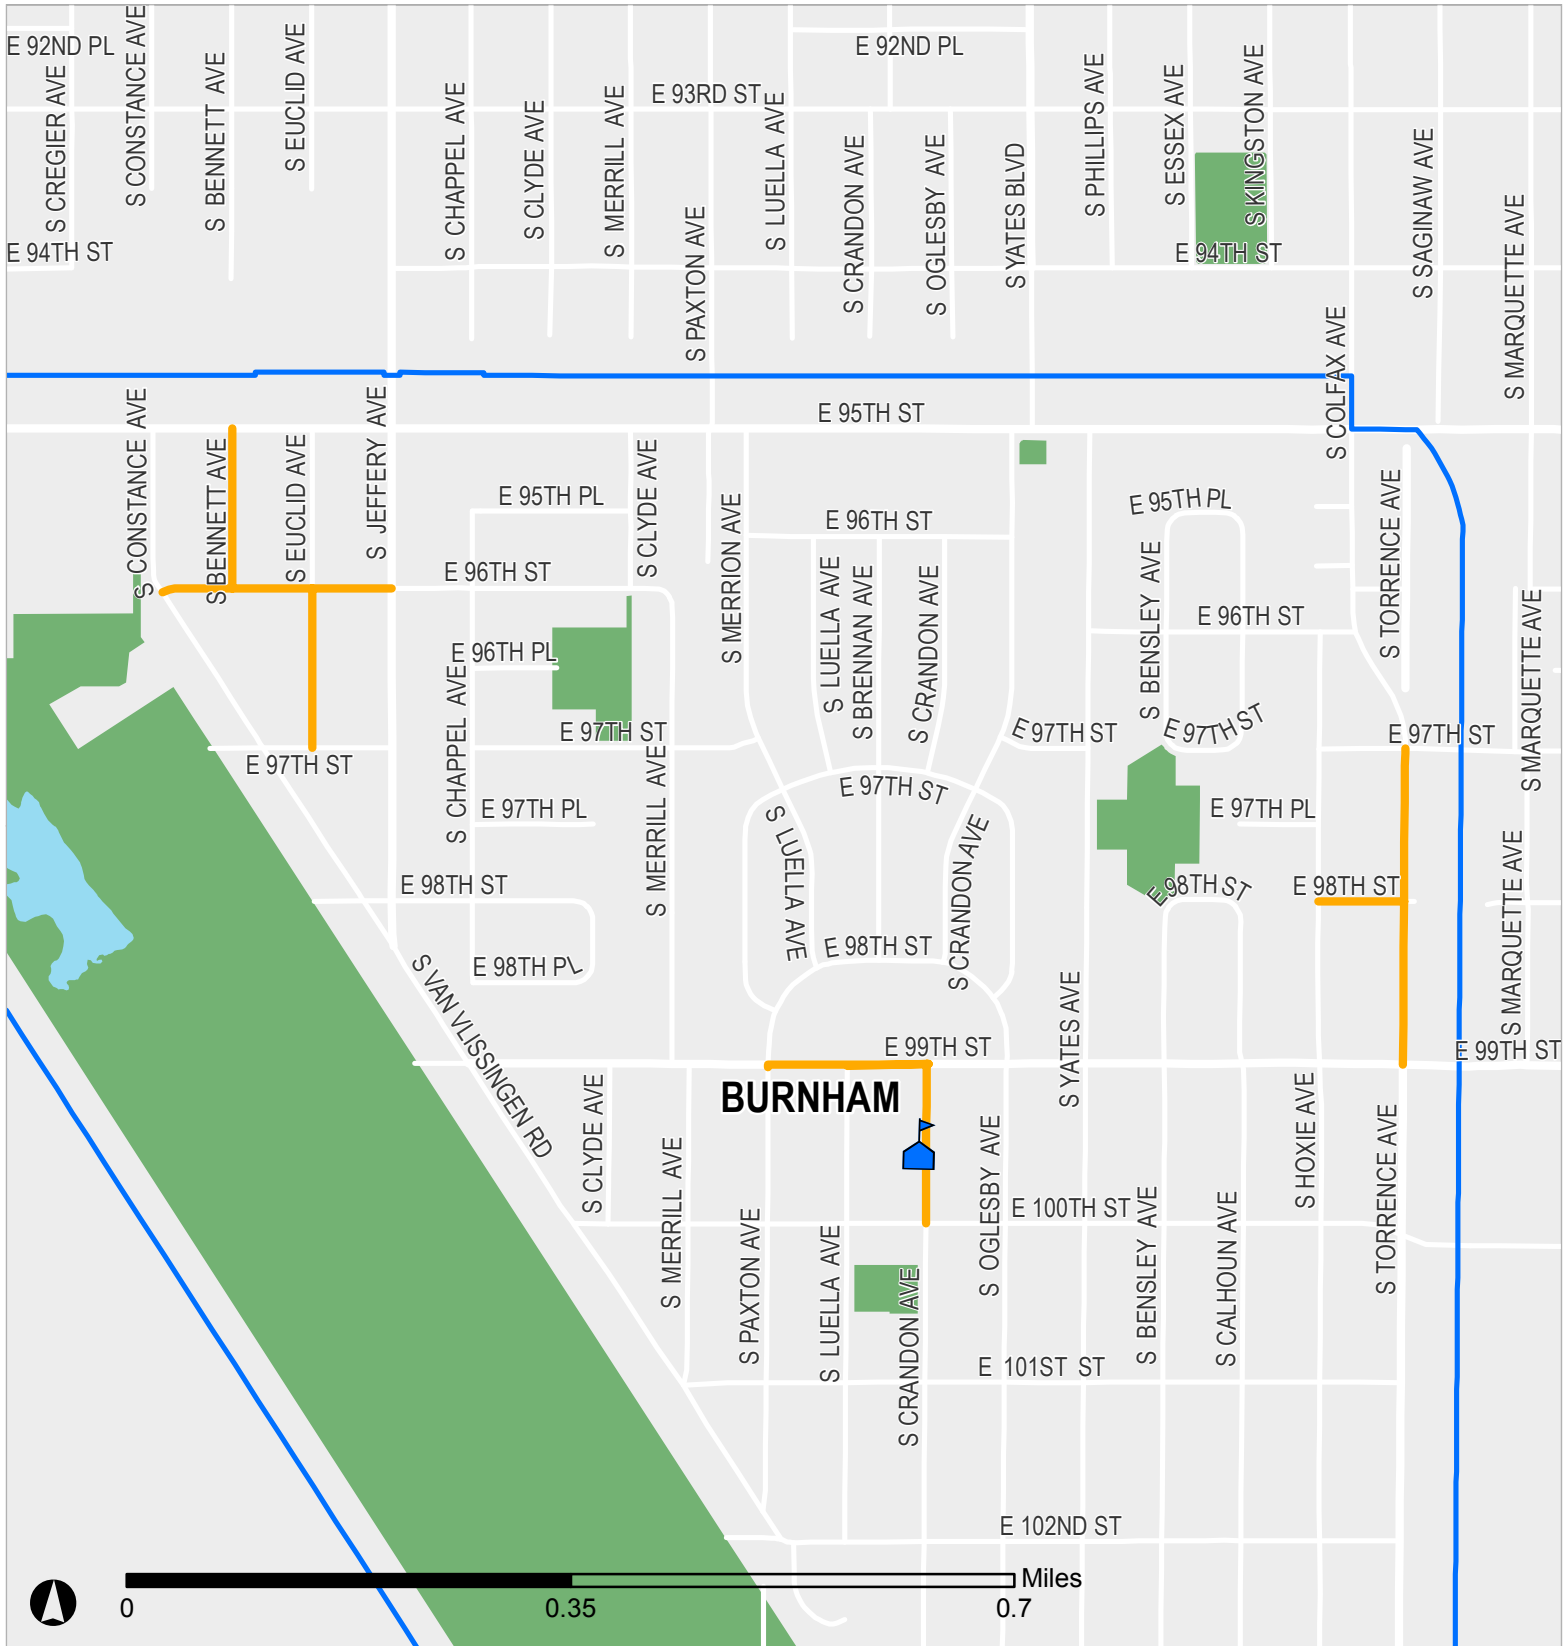 E 92ND PL
E 92ND PL
S CREGIER AVE
S CONSTANCE AVE
S BENNETT AVE
S EUCLID AVE
S CHAPPEL AVE
S CLYDE AVE
S MERRILL AVE
E 93RD ST
S PAXTON AVE
S LUELLA AVE
S CRANDON AVE
S OGLESBY AVE
S YATES BLVD
S PHILLIPS AVE
S ESSEX AVE
S KINGSTON AVE
S SAGINAW AVE
S MARQUETTE AVE
E 94TH ST
E 94TH ST
S COLFAX AVE
E 95TH ST
S CONSTANCE AVE
S BENNETT AVE
S EUCLID AVE
S JEFFERY AVE
E 95TH PL
S CLYDE AVE
S MERRION AVE
E 96TH ST
E 95TH PL
S TORRENCE AVE
E 96TH ST
S LUELLA AVE
S BRENNAN AVE
S CRANDON AVE
S BENSLEY AVE
E 96TH ST
S MARQUETTE AVE
E 96TH PL
S CHAPPEL AVE
E 97TH ST
E 97TH ST
E 97TH ST
E 97TH ST
E 97TH ST
S MERRILL AVE
E 97TH ST
E 97TH PL
S LUELLA AVE
S CRANDON AVE
E 97TH PL
E 98TH ST
E 98TH ST
E 98TH ST
S MARQUETTE AVE
E 98TH ST
E 98TH PL
S VAN VLISSINGEN RD
S YATES AVE
E 99TH ST
E 99TH ST
BURNHAM
S CLYDE AVE
S MERRILL AVE
S OGLESBY AVE
S HOXIE AVE
S TORRENCE AVE
E 100TH ST
S PAXTON AVE
S LUELLA AVE
S CRANDON AVE
S BENSLEY AVE
S CALHOUN AVE
E 101ST ST
E 102ND ST
Miles
0
0.35
0.7